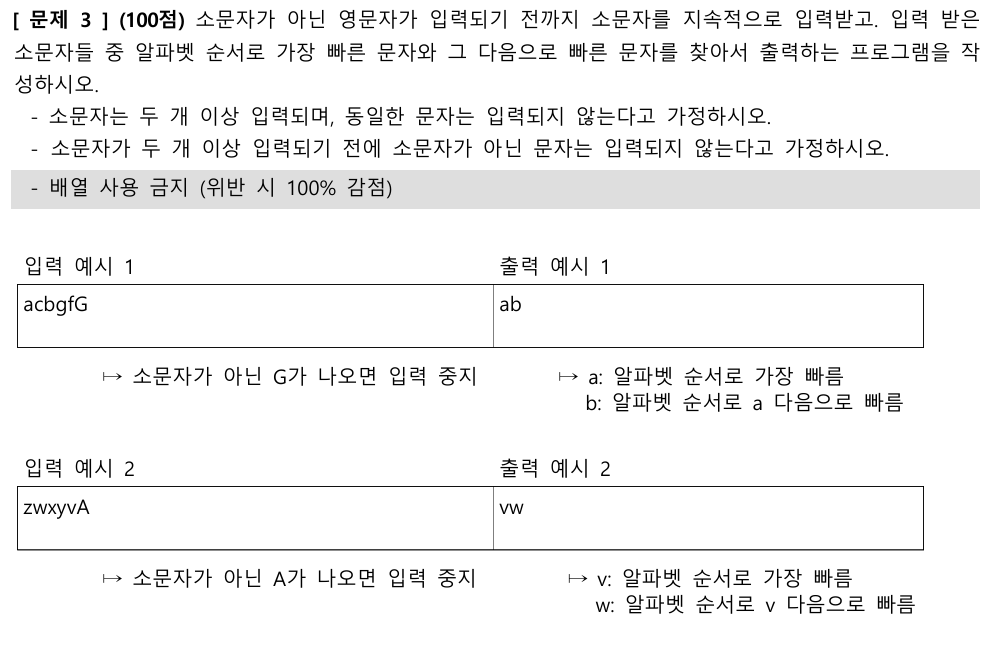 [ 문제 3 ] (100점) 소문자가 아닌 영문자가 입력되기 전까지 소문자를 지속적으로 입력받고. 입력 받은
소문자들 중 알파벳 순서로 가장 빠른 문자와 그 다음으로 빠른 문자를 찾아서 출력하는 프로그램을 작
성하시오.
- 소문자는 두 개 이상 입력되며, 동일한 문자는 입력되지 않는다고 가정하시오.
- 소문자가 두 개 이상 입력되기 전에 소문자가 아닌 문자는 입력되지 않는다고 가정하시오.
- 배열 사용 금지 (위반 시 100% 감점)
입력 예시 1 출력 예시 1
acbgfG ab
↦ 소문자가 아닌 G가 나오면 입력 중지 ↦ a: 알파벳 순서로 가장 빠름
b: 알파벳 순서로 a 다음으로 빠름
입력 예시 2 출력 예시 2
zwxyvA vw
↦ 소문자가 아닌 A가 나오면 입력 중지 ↦ v: 알파벳 순서로 가장 빠름
w: 알파벳 순서로 v 다음으로 빠름